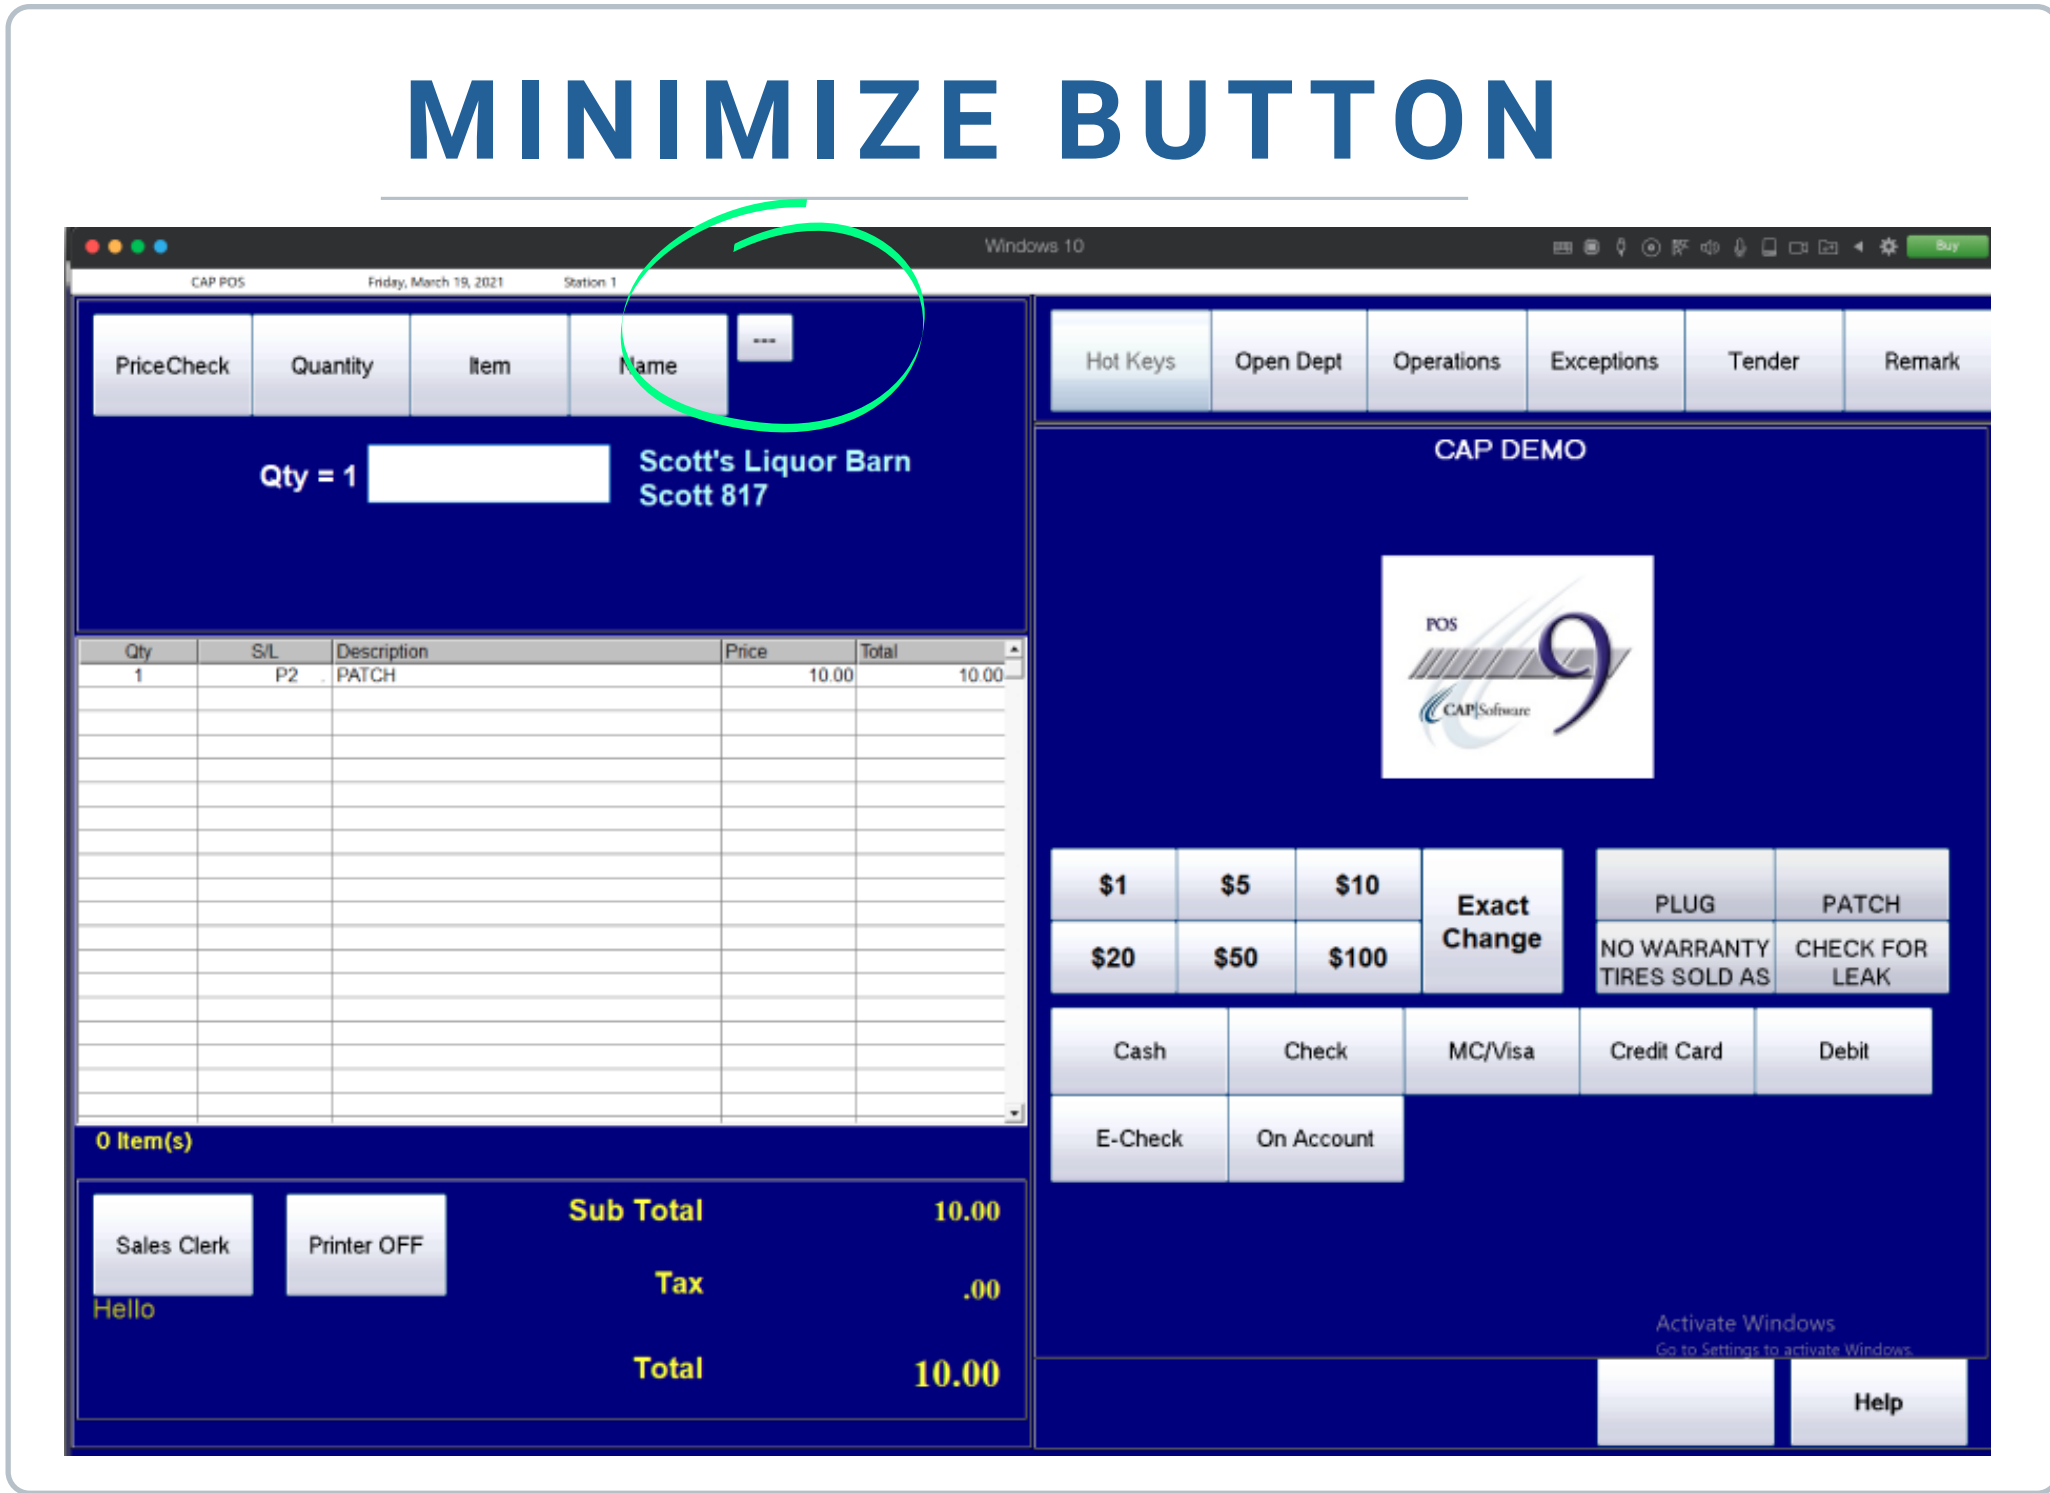 MINIMIZE BUTTON
Windows 10
Buy
CAP POS Friday, March 19, 2021 Station 1
PriceCheck Quantity Item Name ---
Hot Keys Open Dept Operations Exceptions Tender Remark
Qty = 1
Scott's Liquor Barn
Scott 817
CAP DEMO
POS
9
CAP|Software
Qty S/L Description Price Total
1 P2 . PATCH 10.00 10.00
$1 $5 $10
Exact
Change
$20 $50 $100
PLUG PATCH
NO WARRANTY
TIRES SOLD AS
CHECK FOR
LEAK
Cash Check MC/Visa Credit Card Debit
E-Check On Account
0 Item(s)
Sales Clerk Printer OFF
Hello
Sub Total 10.00
Tax .00
Total 10.00
Activate Windows
Go to Settings to activate Windows.
Help